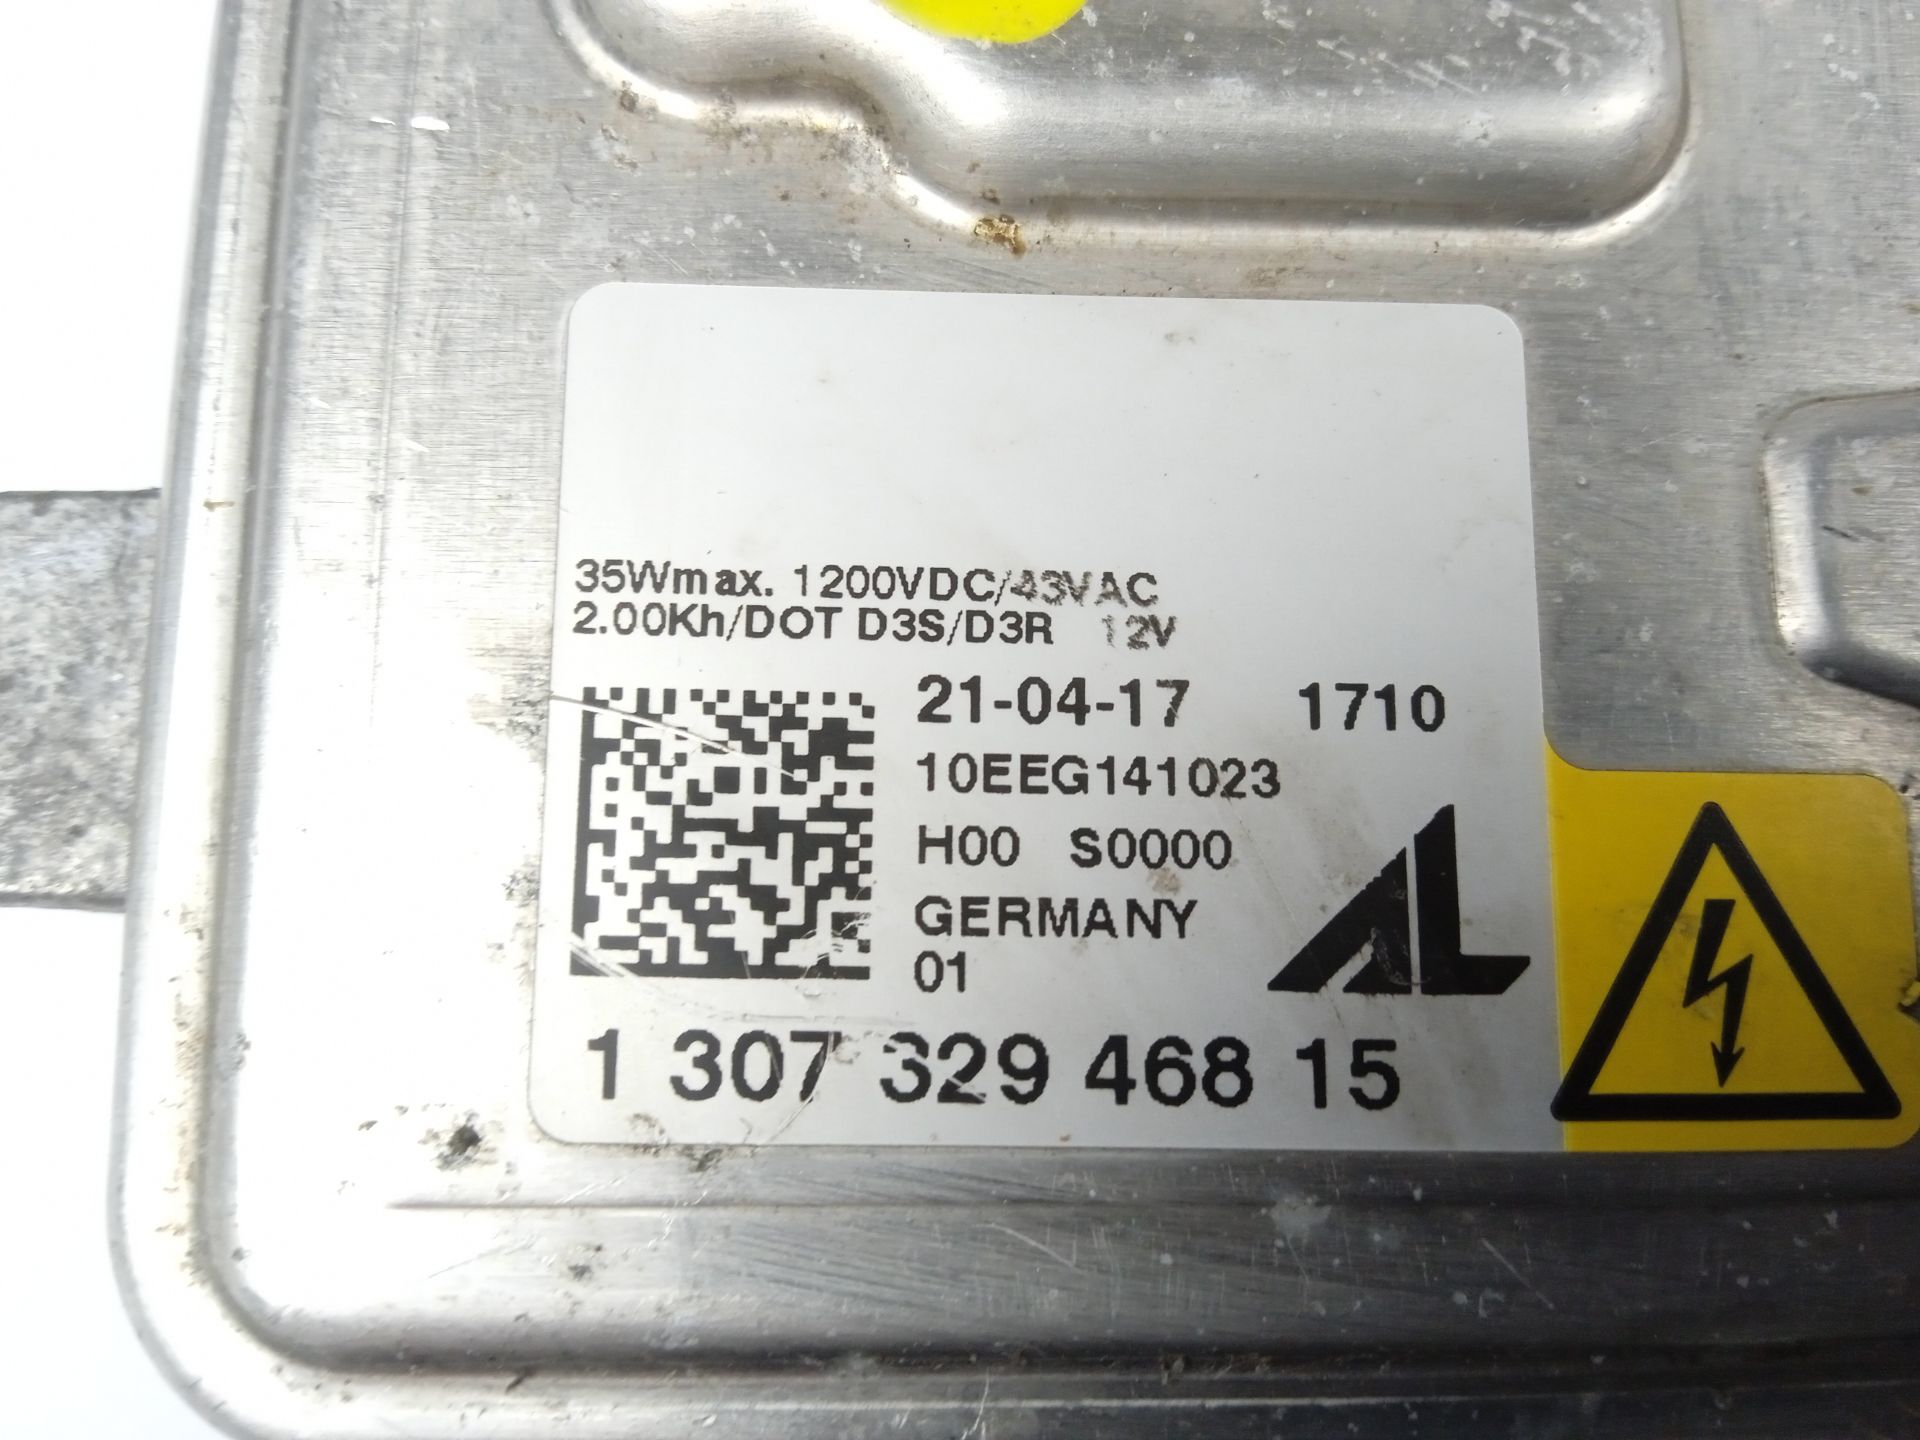 35Wmax. 1200VDC/43VAC
2.00Kh/DOT D3S/D3R 12V
21-04-17 1710
10EEG141023
H00 S0000
GERMANY
01
AL
1 307 329 468 15